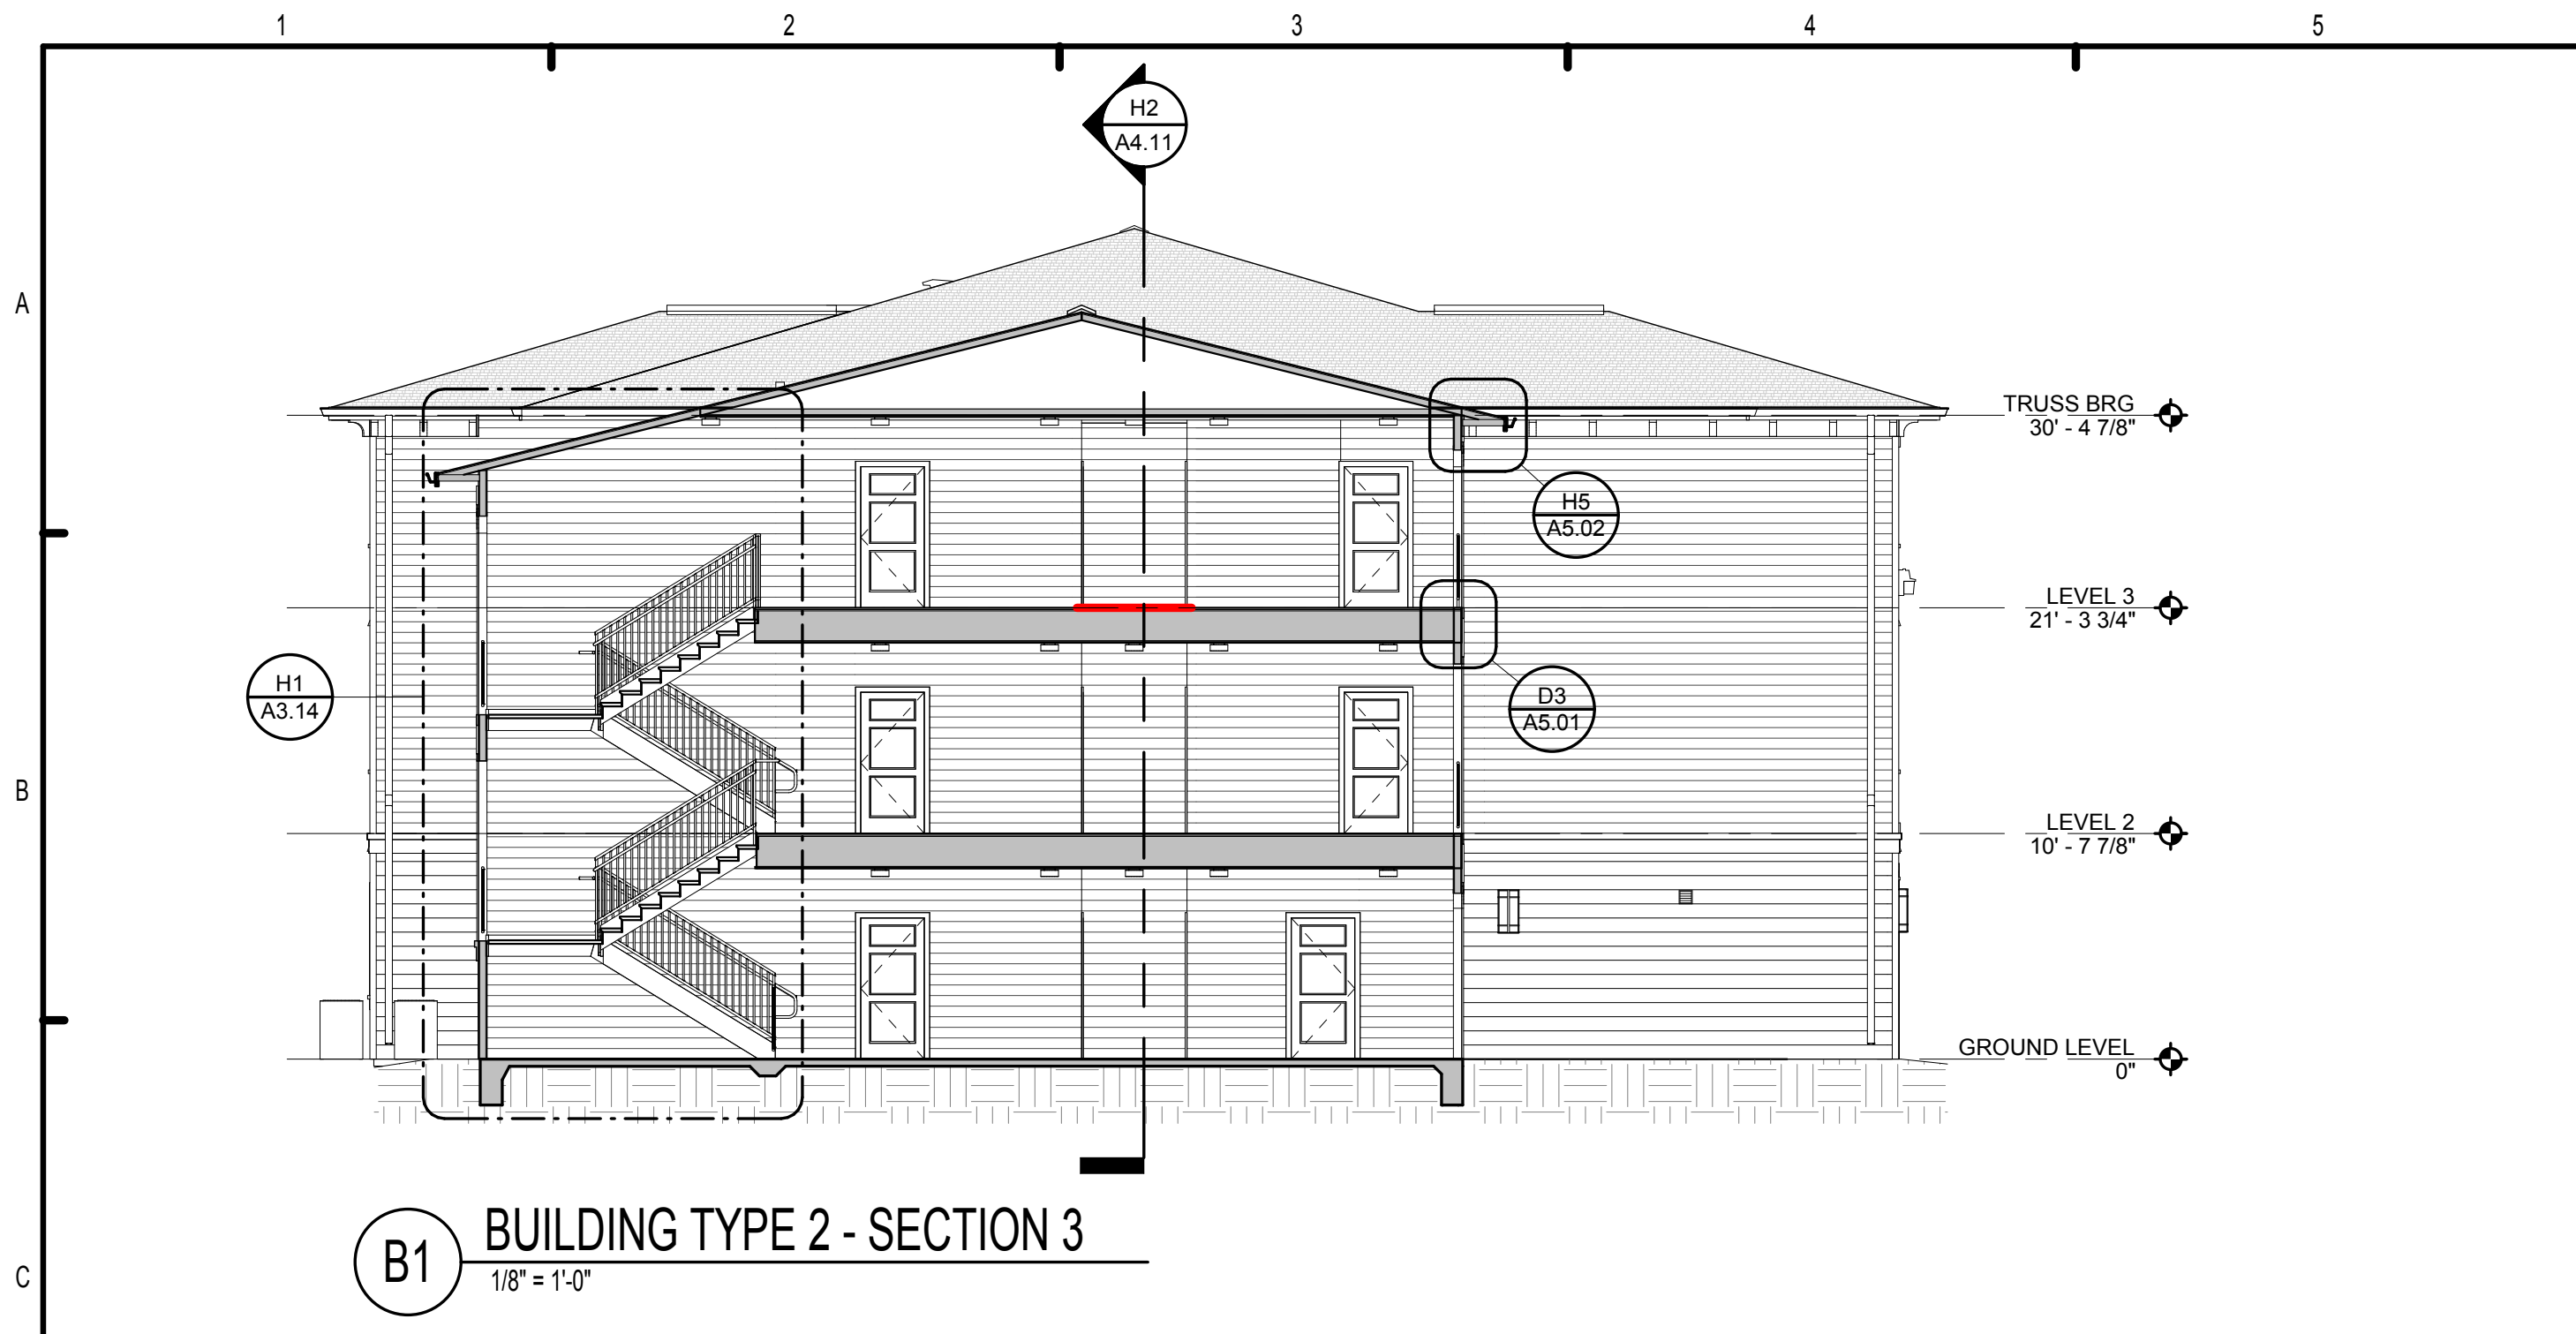 1 2 3 4 5
H2
A4.11
A
TRUSS BRG
30' - 4 7/8"
H5
A5.02
LEVEL 3
21' - 3 3/4"
H1
A3.14
D3
A5.01
B
LEVEL 2
10' - 7 7/8"
GROUND LEVEL
0"
B1
BUILDING TYPE 2 - SECTION 3
1/8" = 1'-0"
C